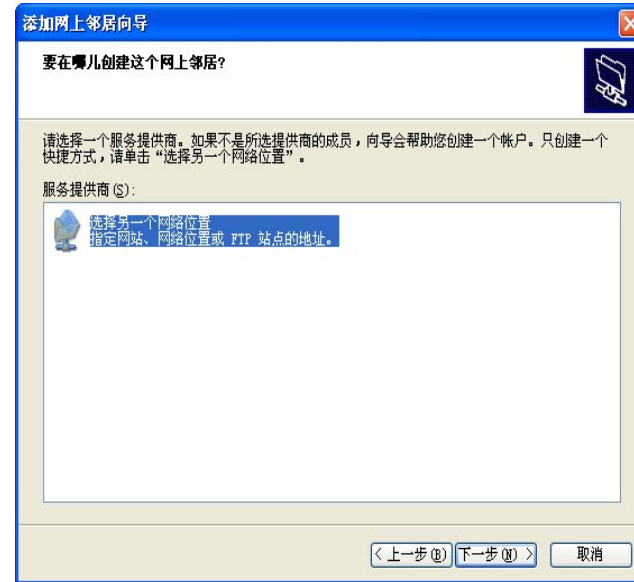 添加网上邻居向导
要在哪儿创建这个网上邻居?
请选择一个服务提供商。如果不是所选提供商的成员，向导会帮助您创建一个帐户。只创建一个
快捷方式，请单击“选择另一个网络位置”。
服务提供商(S):
选择另一个网络位置
指定网站、网络位置或 FTP 站点的地址。
< 上一步(B) 下一步(N) > 取消